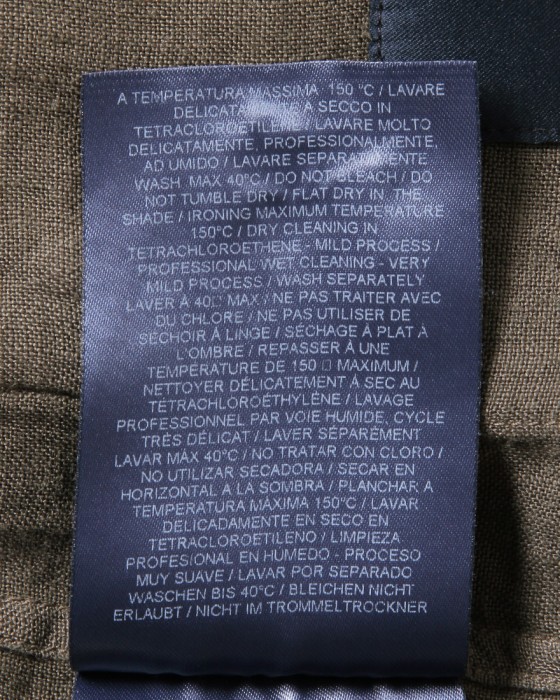 A TEMPERATURA MASSIMA 150 °C / LAVARE
DELICATAMENTE A SECCO IN
TETRACLOROETILENE / LAVARE MOLTO
DELICATAMENTE, PROFESSIONALMENTE,
AD UMIDO / LAVARE SEPARATAMENTE
WASH MAX 40°C / DO NOT BLEACH / DO
NOT TUMBLE DRY / FLAT DRY IN THE
SHADE / IRONING MAXIMUM TEMPERATURE
150°C / DRY CLEANING IN
TETRACHLOROETHENE - MILD PROCESS /
PROFESSIONAL WET CLEANING - VERY
MILD PROCESS / WASH SEPARATELY
LAVER À 40□ MAX / NE PAS TRAITER AVEC
DU CHLORE / NE PAS UTILISER DE
SÉCHOIR À LINGE / SÉCHAGE À PLAT À
L'OMBRE / REPASSER À UNE
TEMPÉRATURE DE 150 □ MAXIMUM /
NETTOYER DÉLICATEMENT À SEC AU
TÉTRACHLOROÉTHYLÈNE / LAVAGE
PROFESSIONNEL PAR VOIE HUMIDE, CYCLE
TRÈS DÉLICAT / LAVER SÉPARÉMENT
LAVAR MÁX 40°C / NO TRATAR CON CLORO /
NO UTILIZAR SECADORA / SECAR EN
HORIZONTAL A LA SOMBRA / PLANCHAR A
TEMPERATURA MÁXIMA 150°C / LAVAR
DELICADAMENTE EN SECO EN
TETRACLOROETILENO / LIMPIEZA
PROFESIONAL EN HÚMEDO - PROCESO
MUY SUAVE / LAVAR POR SEPARADO
WASCHEN BIS 40°C / BLEICHEN NICHT
ERLAUBT / NICHT IM TROMMELTROCKNER